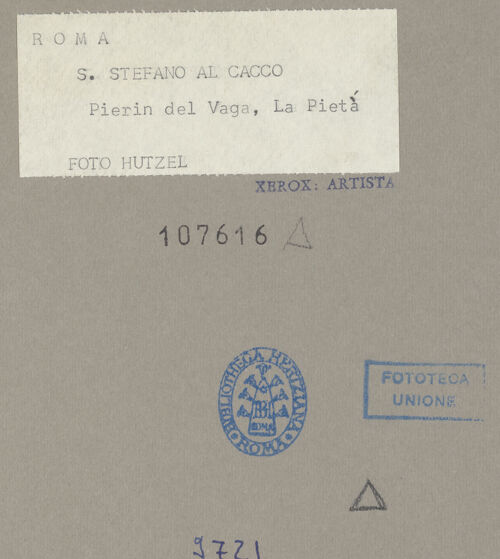 ROMA
S. STEFANO AL CACCO
Pierin del Vaga, La Pietà
FOTO HUTZEL
XEROX: ARTISTA
107616
BIBLIOTHECA HERTZIANA
ROMA
FOTOTECA
UNIONE
9721